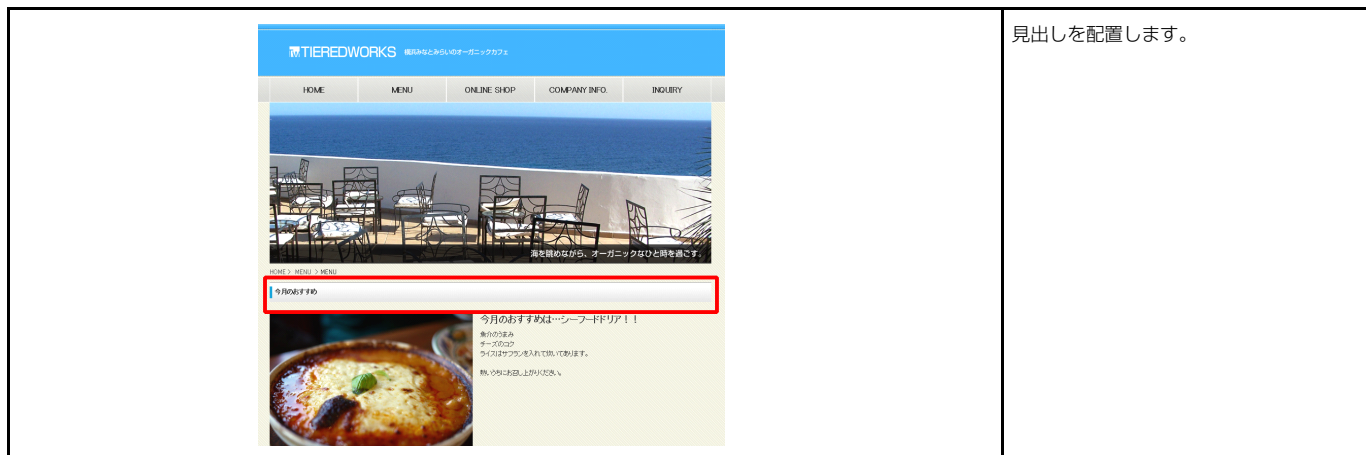 TIEREDWORKS 横浜みなとみらいのオーガニックカフェ
HOME MENU ONLINE SHOP COMPANY INFO. INQUIRY
海を眺めながら、オーガニックなひと時を過ごす。
HOME > MENU > MENU
今月のおすすめ
今月のおすすめは…シーフードドリア！！
魚介のうまみ
チーズのコク
ライスはサフランを入れて炊いてあります。
熱いうちにお召し上がりください。
見出しを配置します。